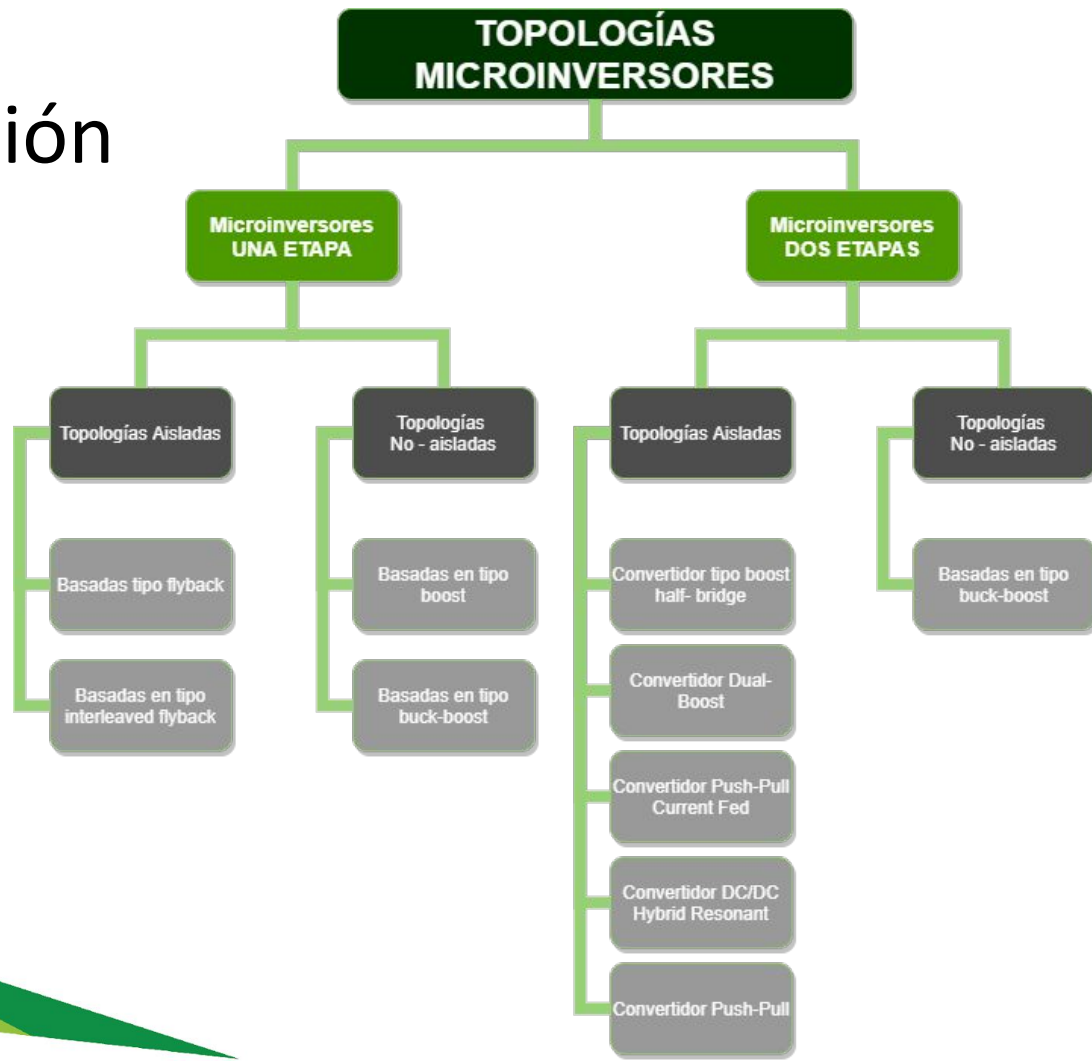 TOPOLOGÍAS
MICROINVERSORES
ión
Microinversores
UNA ETAPA
Microinversores
DOS ETAPAS
Topologías Aisladas
Topologías
No - aisladas
Topologías Aisladas
Topologías
No - aisladas
Basadas tipo flyback
Basadas en tipo
interleaved flyback
Basadas en tipo
boost
Basadas en tipo
buck-boost
Convertidor tipo boost
half- bridge
Convertidor Dual-
Boost
Convertidor Push-Pull
Current Fed
Convertidor DC/DC
Hybrid Resonant
Convertidor Push-Pull
Basadas en tipo
buck-boost